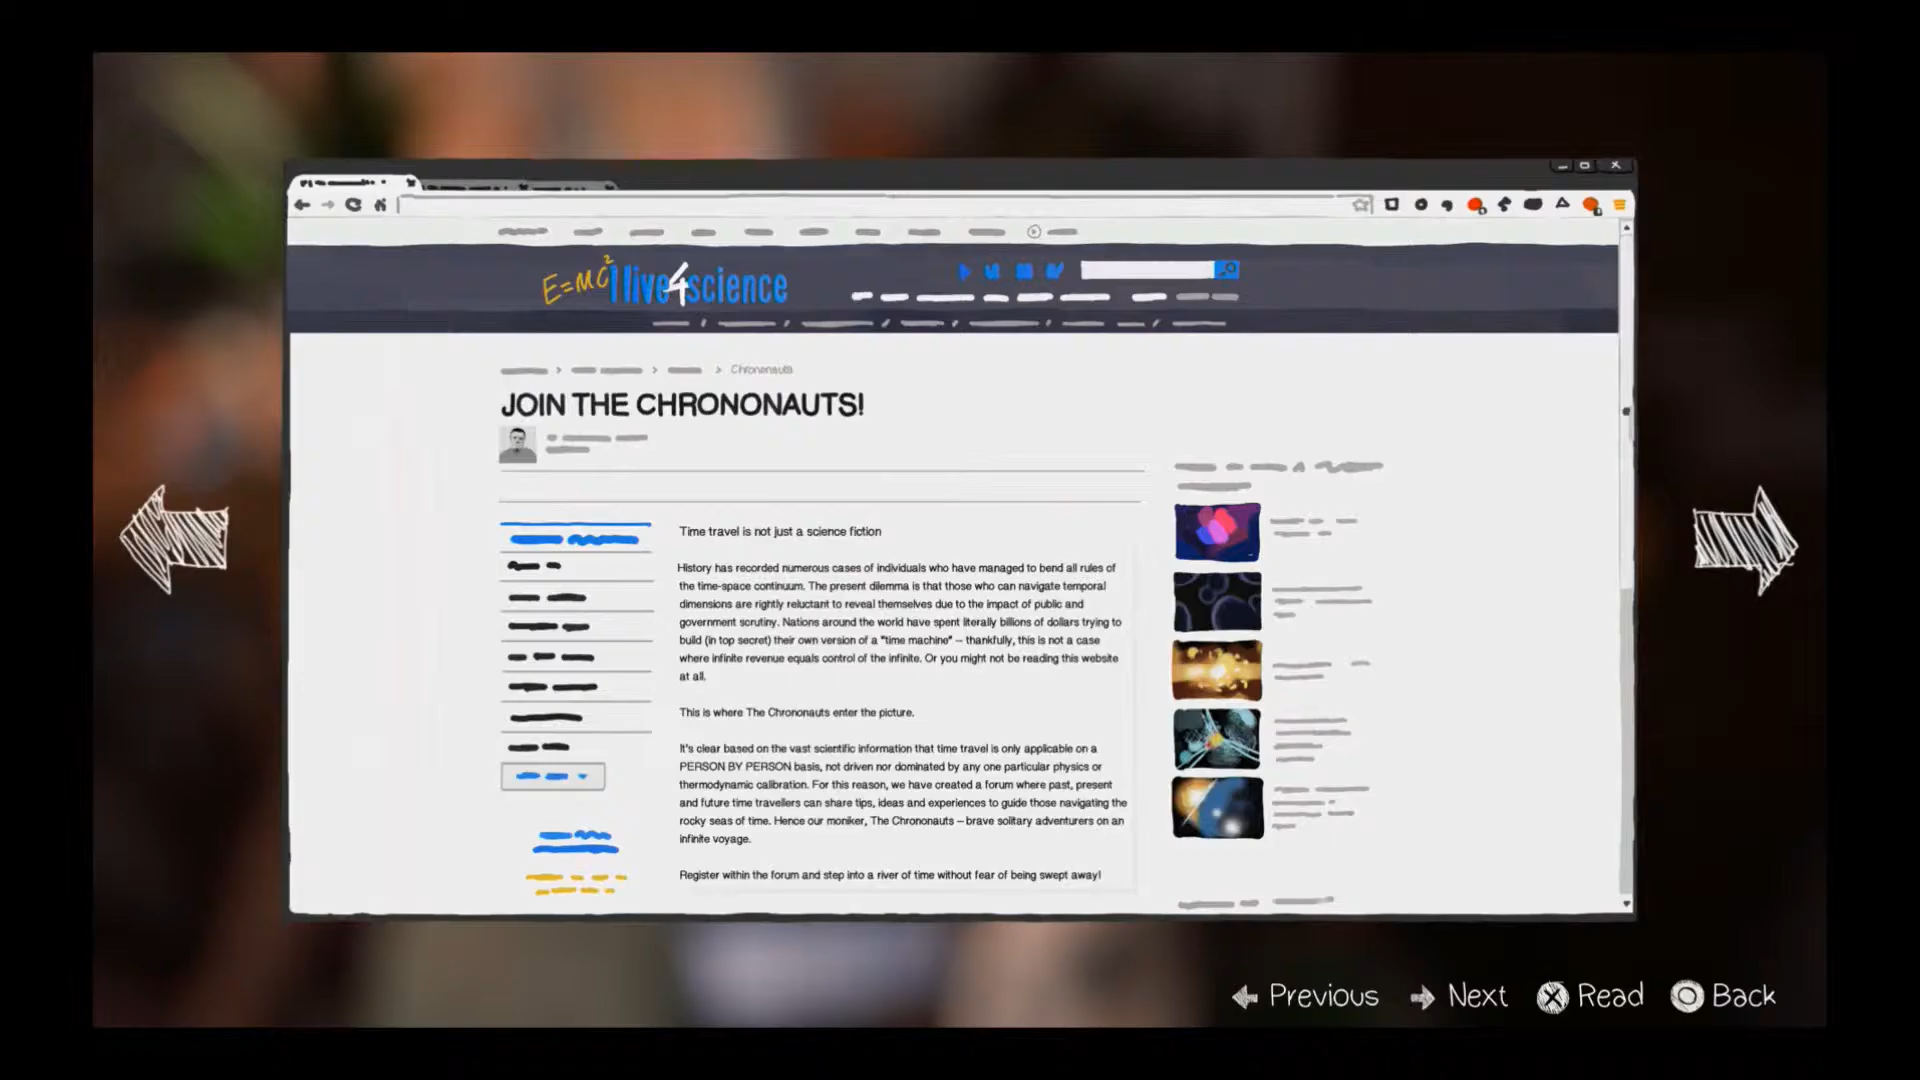 E=MC²
I live4science
Chrononauts
JOIN THE CHRONONAUTS!
Time travel is not just a science fiction
History has recorded numerous cases of individuals who have managed to bend all rules of
the time-space continuum. The present dilemma is that those who can navigate temporal
dimensions are rightly reluctant to reveal themselves due to the impact of public and
government scrutiny. Nations around the world have spent literally billions of dollars trying to
build (in top secret) their own version of a "time machine" – thankfully, this is not a case
where infinite revenue equals control of the infinite. Or you might not be reading this website
at all.
This is where The Chrononauts enter the picture.
It's clear based on the vast scientific information that time travel is only applicable on a
PERSON BY PERSON basis, not driven nor dominated by any one particular physics or
thermodynamic calibration. For this reason, we have created a forum where past, present
and future time travellers can share tips, ideas and experiences to guide those navigating the
rocky seas of time. Hence our moniker, The Chrononauts – brave solitary adventurers on an
infinite voyage.
Register within the forum and step into a river of time without fear of being swept away!
Previous Next Read Back